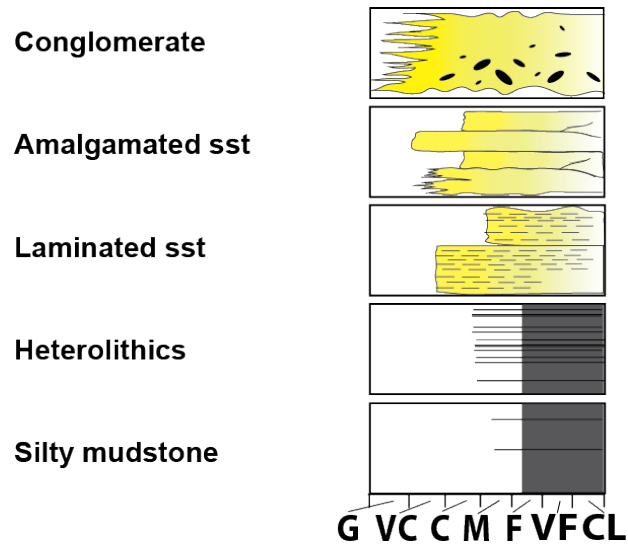 Conglomerate
Amalgamated sst
Laminated sst
Heterolithics
Silty mudstone
G VC C M F VF CL